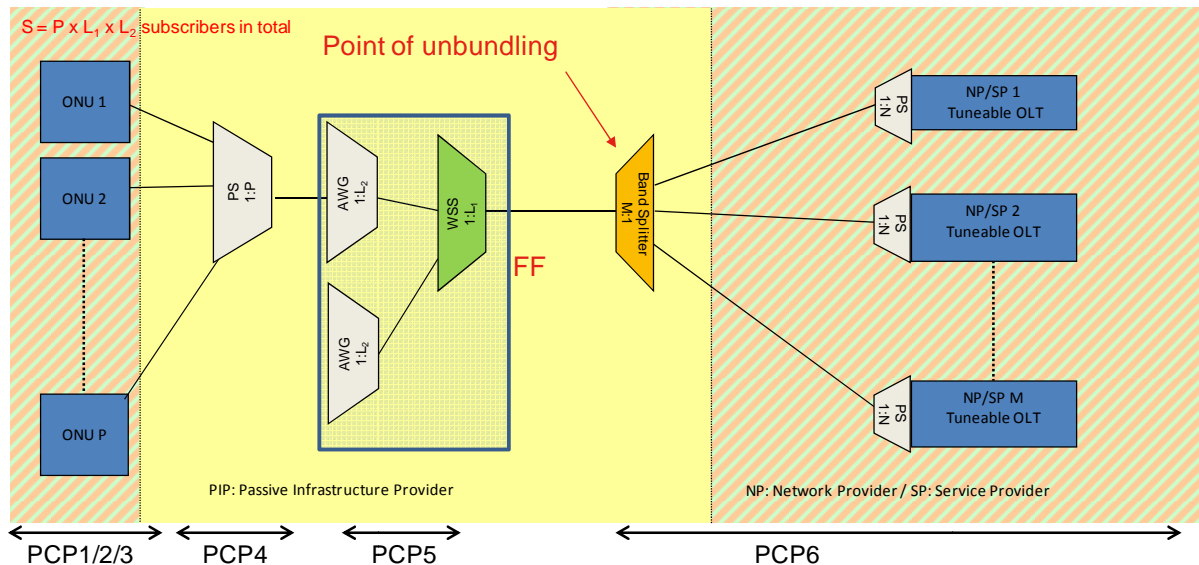 S = P x L1 x L2 subscribers in total
Point of unbundling
ONU 1
ONU 2
ONU P
PS
1:P
AWG
1:L2
AWG
1:L2
WSS
1:L1
FF
Band Splitter
M:1
PS
1:N
NP/SP 1
Tuneable OLT
PS
1:N
NP/SP 2
Tuneable OLT
PS
1:N
NP/SP M
Tuneable OLT
PIP: Passive Infrastructure Provider
NP: Network Provider / SP: Service Provider
PCP1/2/3
PCP4
PCP5
PCP6